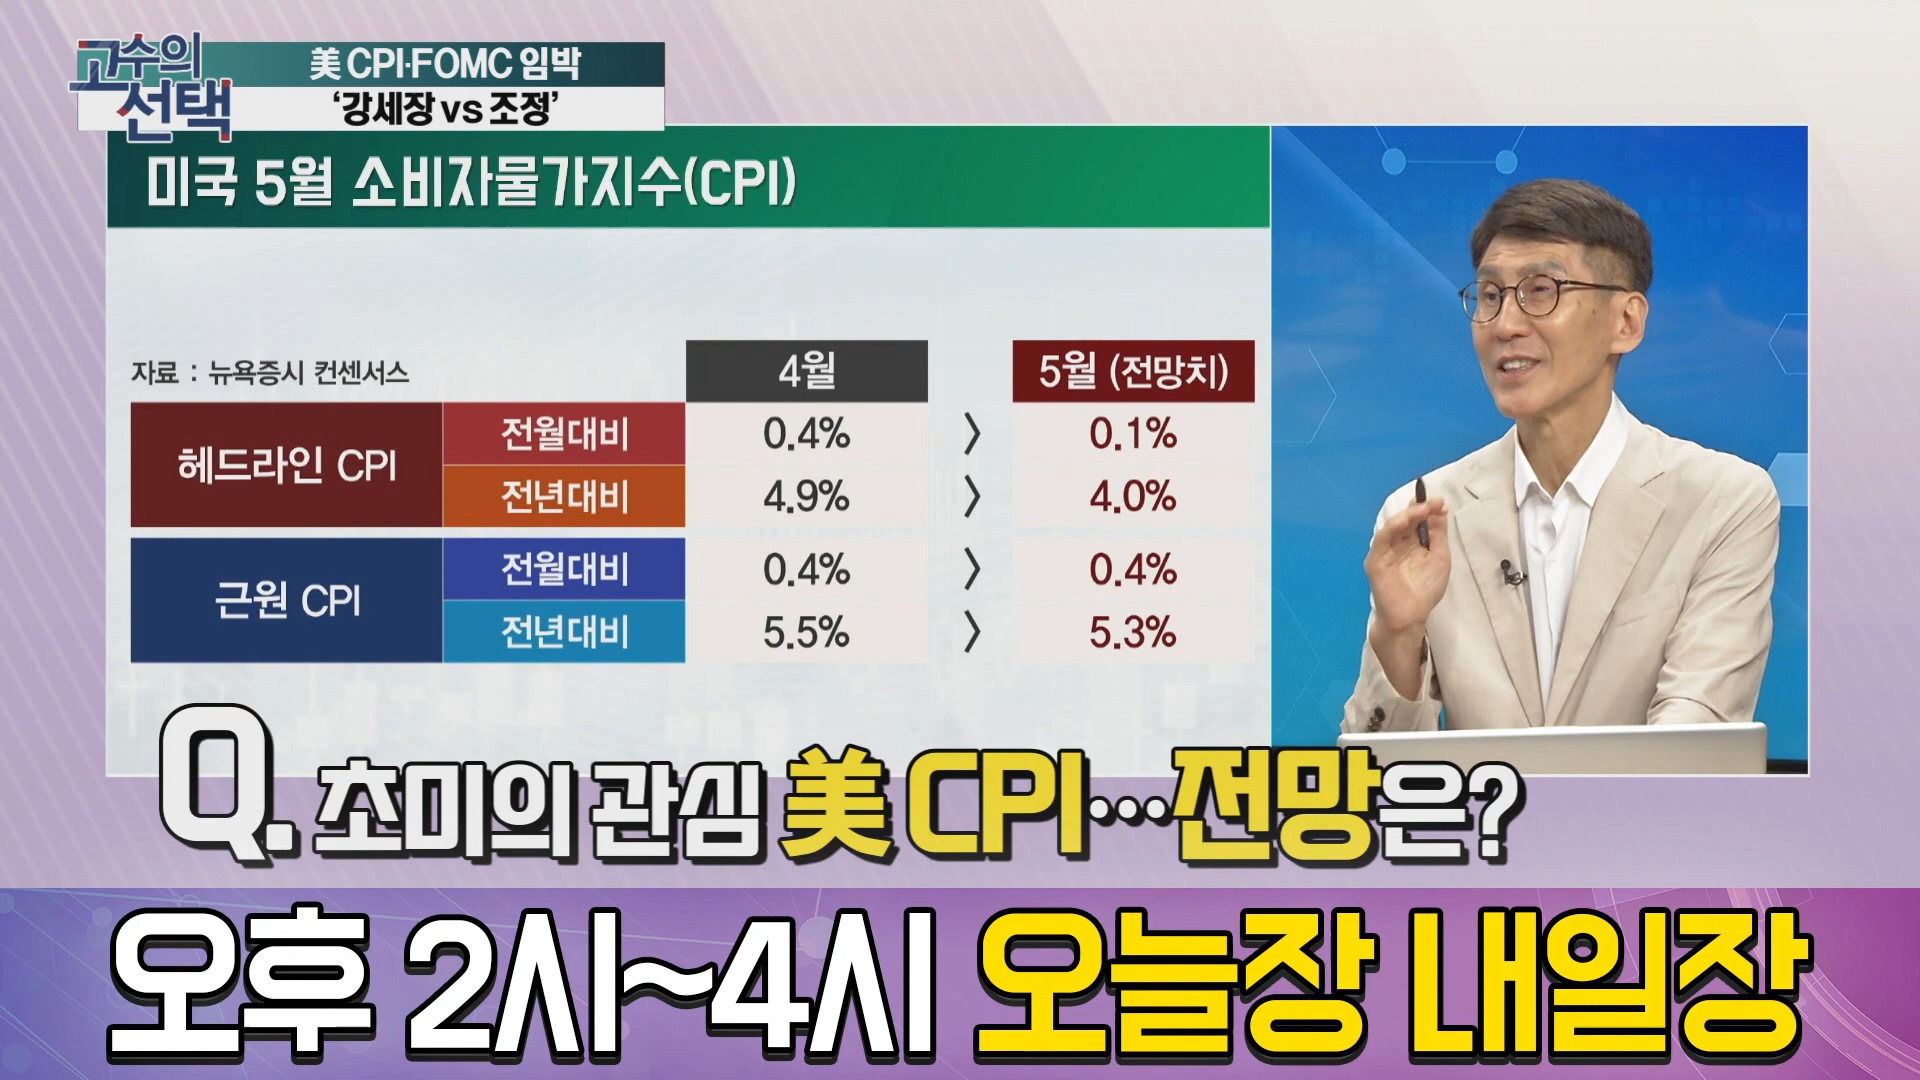 고수의
선택
美 CPI·FOMC 임박
‘강세장 vs 조정’
미국 5월 소비자물가지수(CPI)
자료 : 뉴욕증시 컨센서스
4월
5월 (전망치)
헤드라인 CPI
전월대비
0.4%
〉
0.1%
전년대비
4.9%
〉
4.0%
근원 CPI
전월대비
0.4%
〉
0.4%
전년대비
5.5%
〉
5.3%
Q. 초미의 관심 美 CPI…전망은?
오후 2시~4시 오늘장 내일장